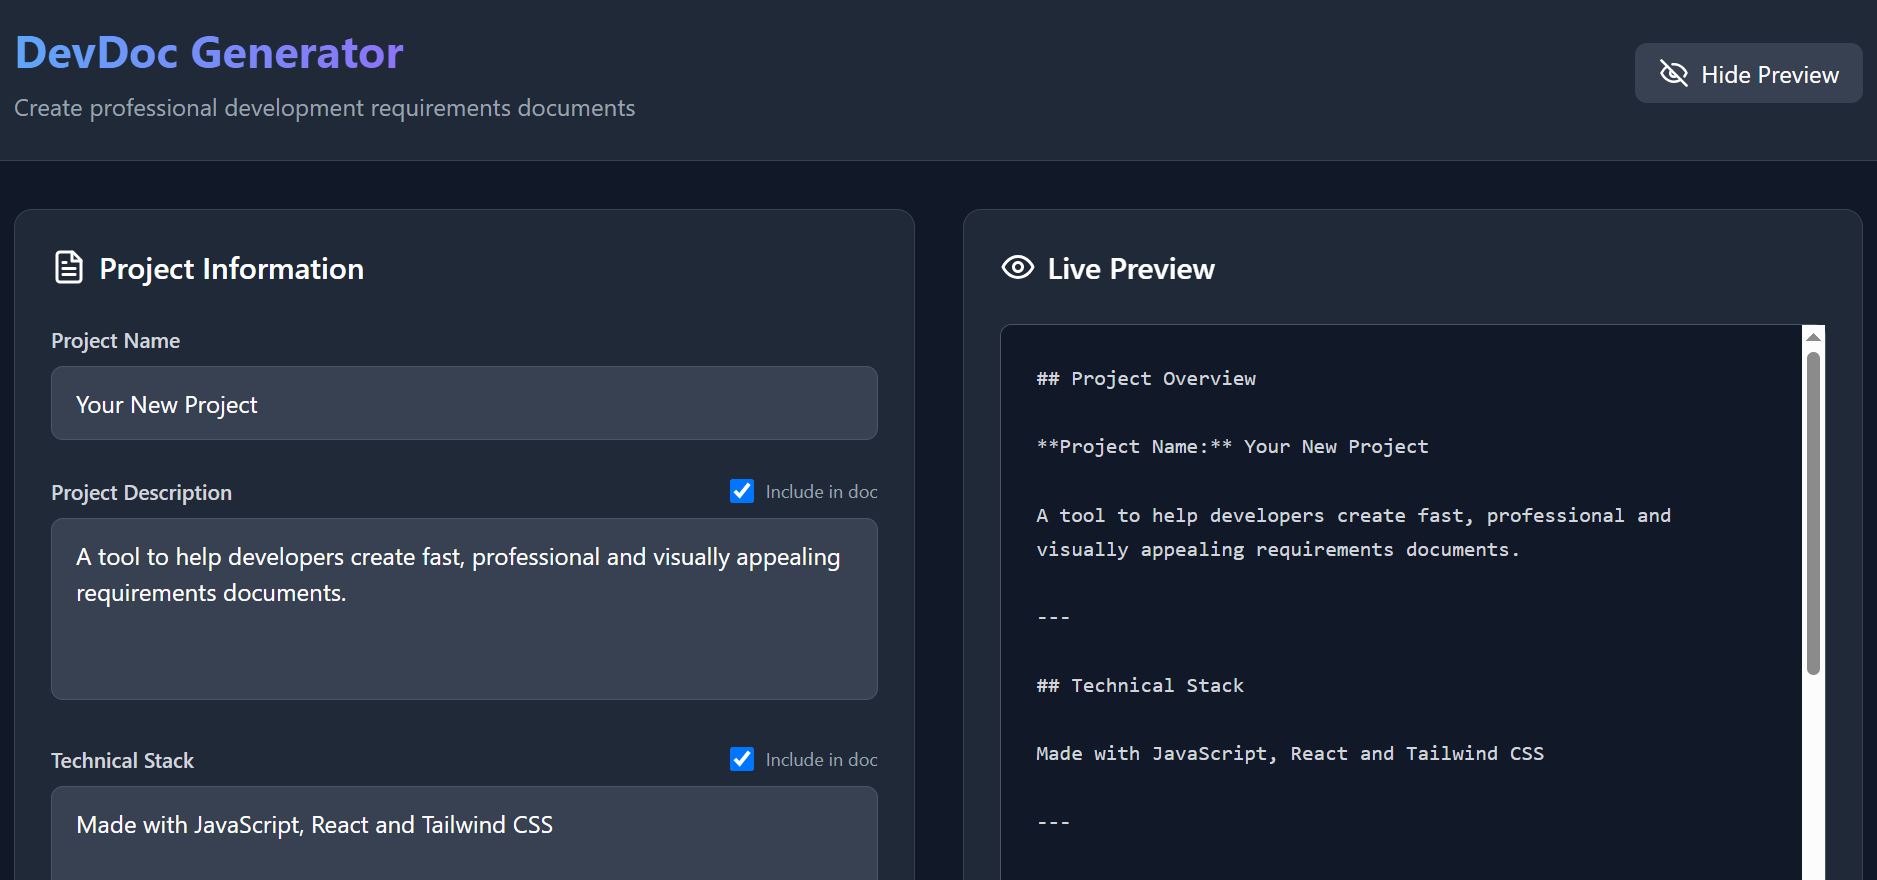 DevDoc Generator
Create professional development requirements documents
Hide Preview
Project Information
Project Name
Your New Project
Project Description
Include in doc
A tool to help developers create fast, professional and visually appealing
requirements documents.
Technical Stack
Include in doc
Made with JavaScript, React and Tailwind CSS
Live Preview
## Project Overview
**Project Name:** Your New Project
A tool to help developers create fast, professional and
visually appealing requirements documents.
---
## Technical Stack
Made with JavaScript, React and Tailwind CSS
---